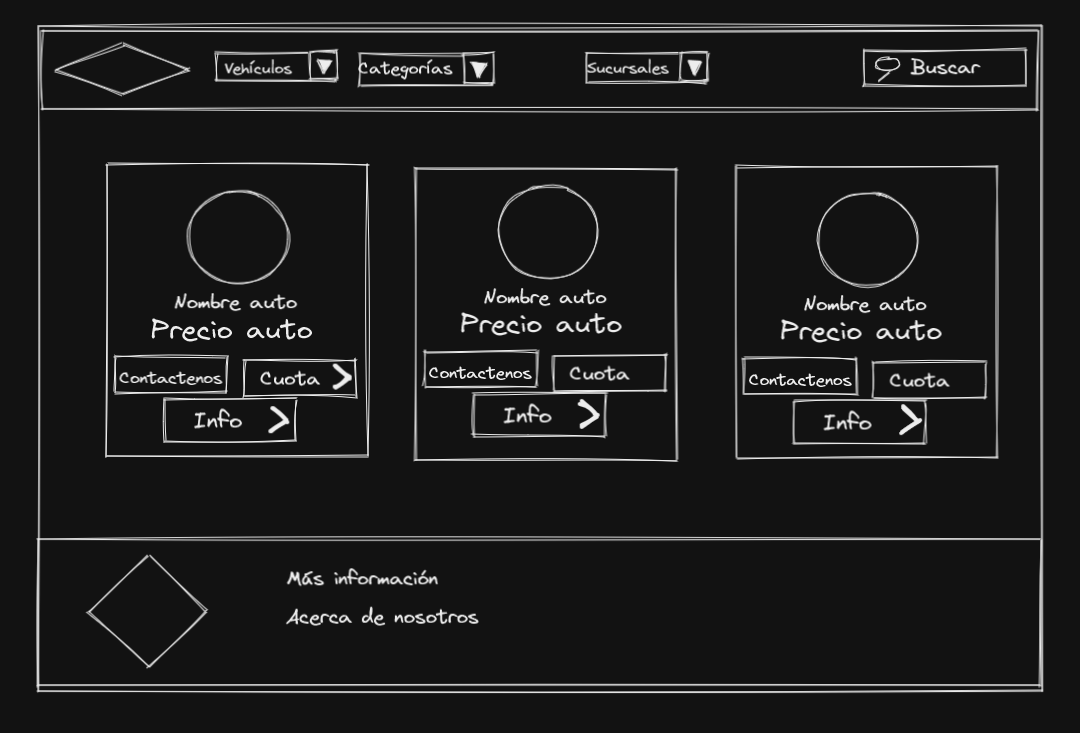 Vehículos
Categorías
Sucursales
Buscar
Nombre auto
Precio auto
Contactenos
Cuota
Info
Nombre auto
Precio auto
Contactenos
Cuota
Info
Nombre auto
Precio auto
Contactenos
Cuota
Info
Más información
Acerca de nosotros